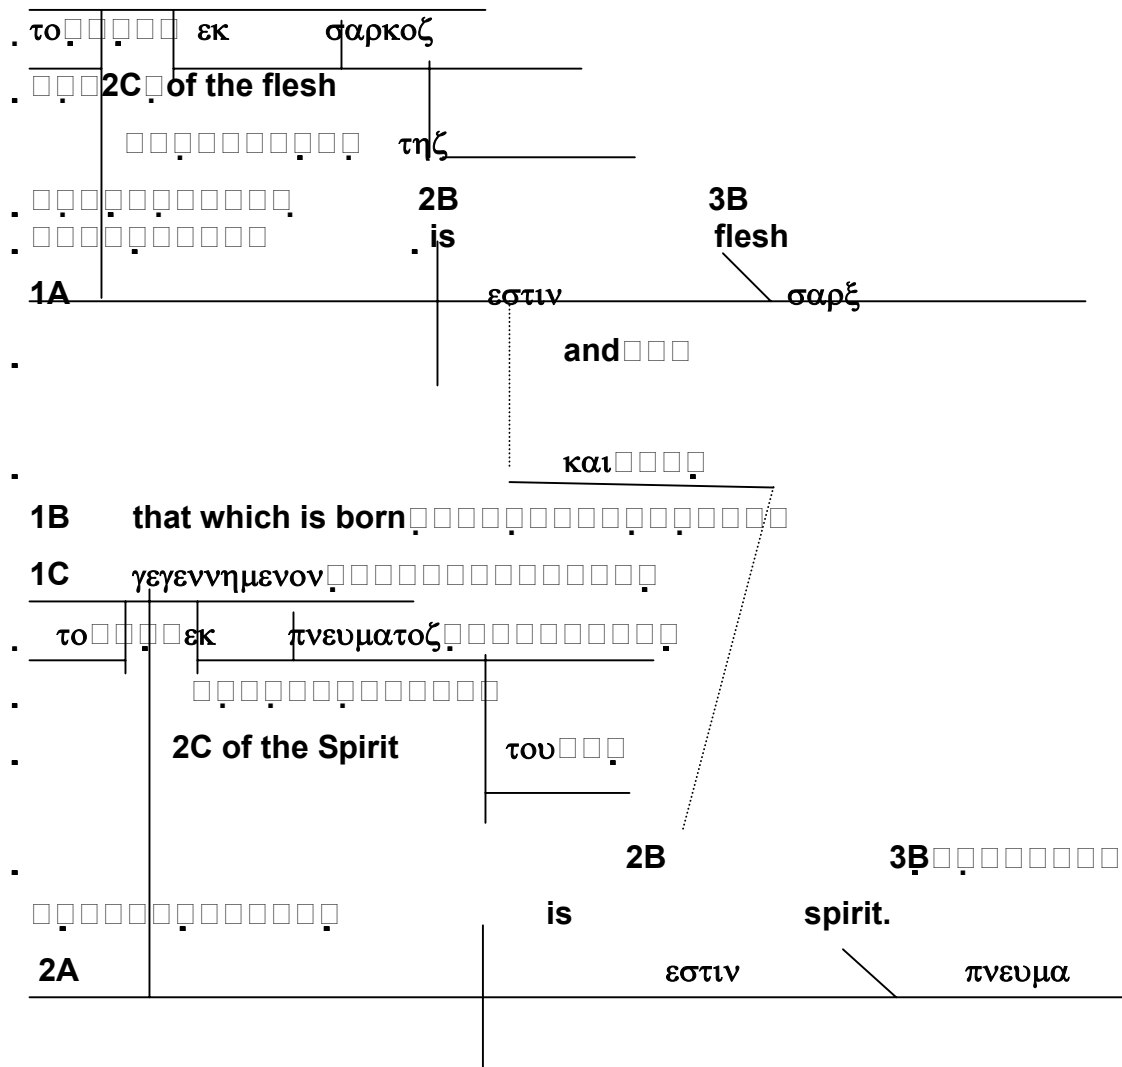 το εκ σαρκοζ
2C of the flesh
τηζ
2B 3B
is flesh
1A εστιν σαρξ
and
και
1B that which is born
1C γεγεννημενον
το εκ πνευματοζ
2C of the Spirit του
2B 3B
is spirit.
2A εστιν πνευμα